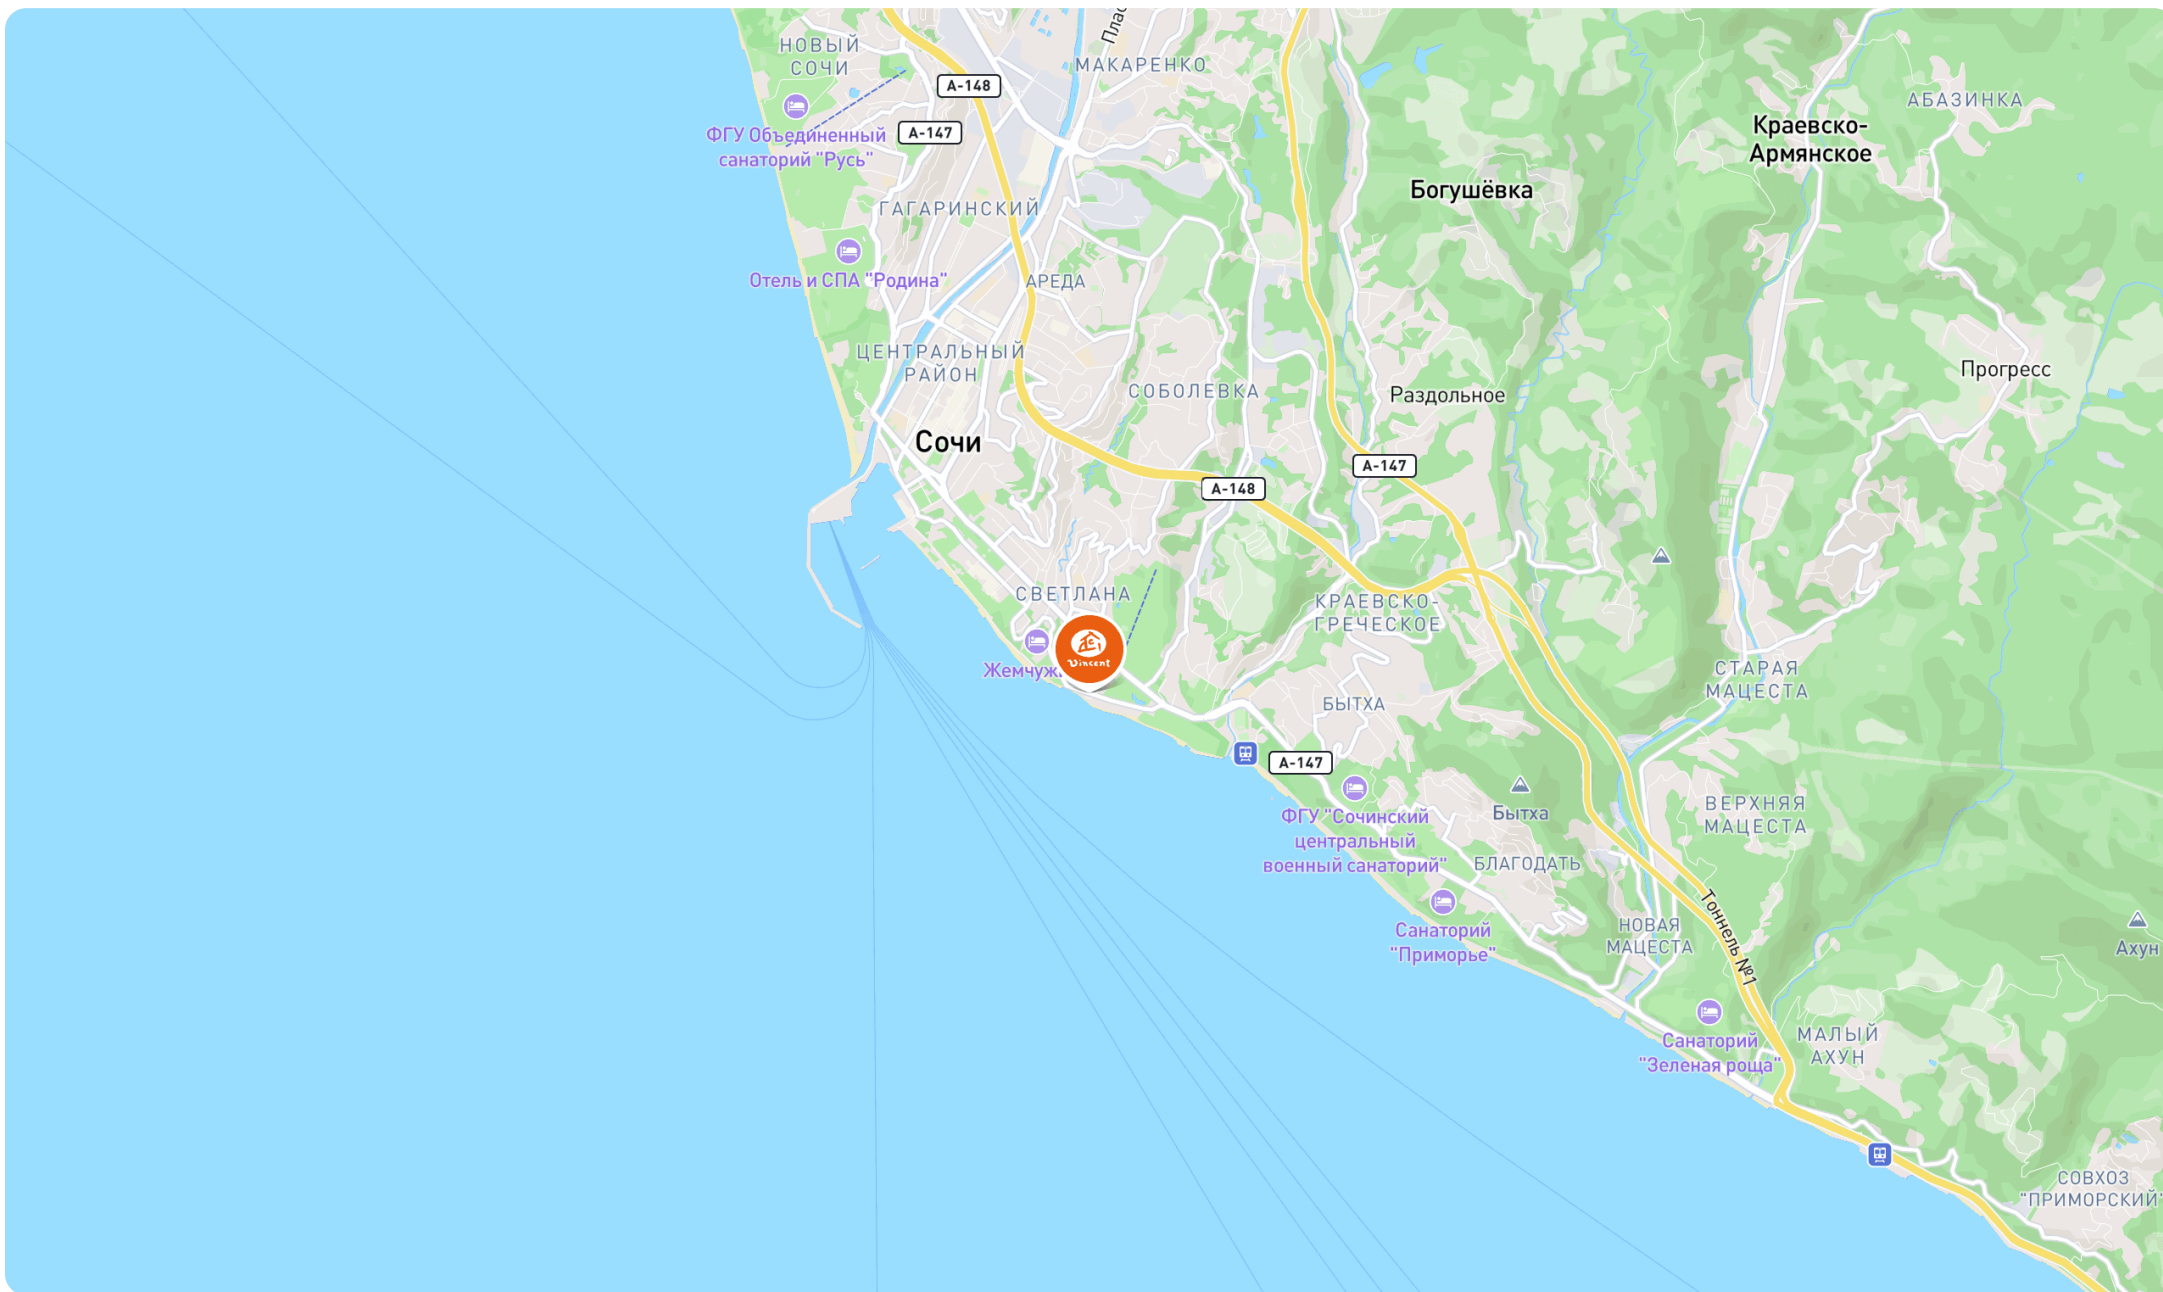 Плас
НОВЫЙ
СОЧИ
МАКАРЕНКО
А-148
АБАЗИНКА
ФГУ Объединенный
санаторий "Русь"
А-147
Краевско-
Армянское
Богушёвка
ГАГАРИНСКИЙ
Отель и СПА "Родина"
АРЕДА
ЦЕНТРАЛЬНЫЙ
РАЙОН
СОБОЛЕВКА
Раздольное
Прогресс
Сочи
А-147
А-148
СВЕТЛАНА
КРАЕВСКО-
ГРЕЧЕСКОЕ
Жемчуж
Vincent
СТАРАЯ
МАЦЕСТА
БЫТХА
А-147
ФГУ "Сочинский
центральный
военный санаторий"
Бытха
ВЕРХНЯЯ
МАЦЕСТА
БЛАГОДАТЬ
Санаторий
"Приморье"
НОВАЯ
МАЦЕСТА
Тоннель №1
Ахун
Санаторий
"Зеленая роща"
МАЛЫЙ
АХУН
СОВХОЗ
"ПРИМОРСКИЙ"